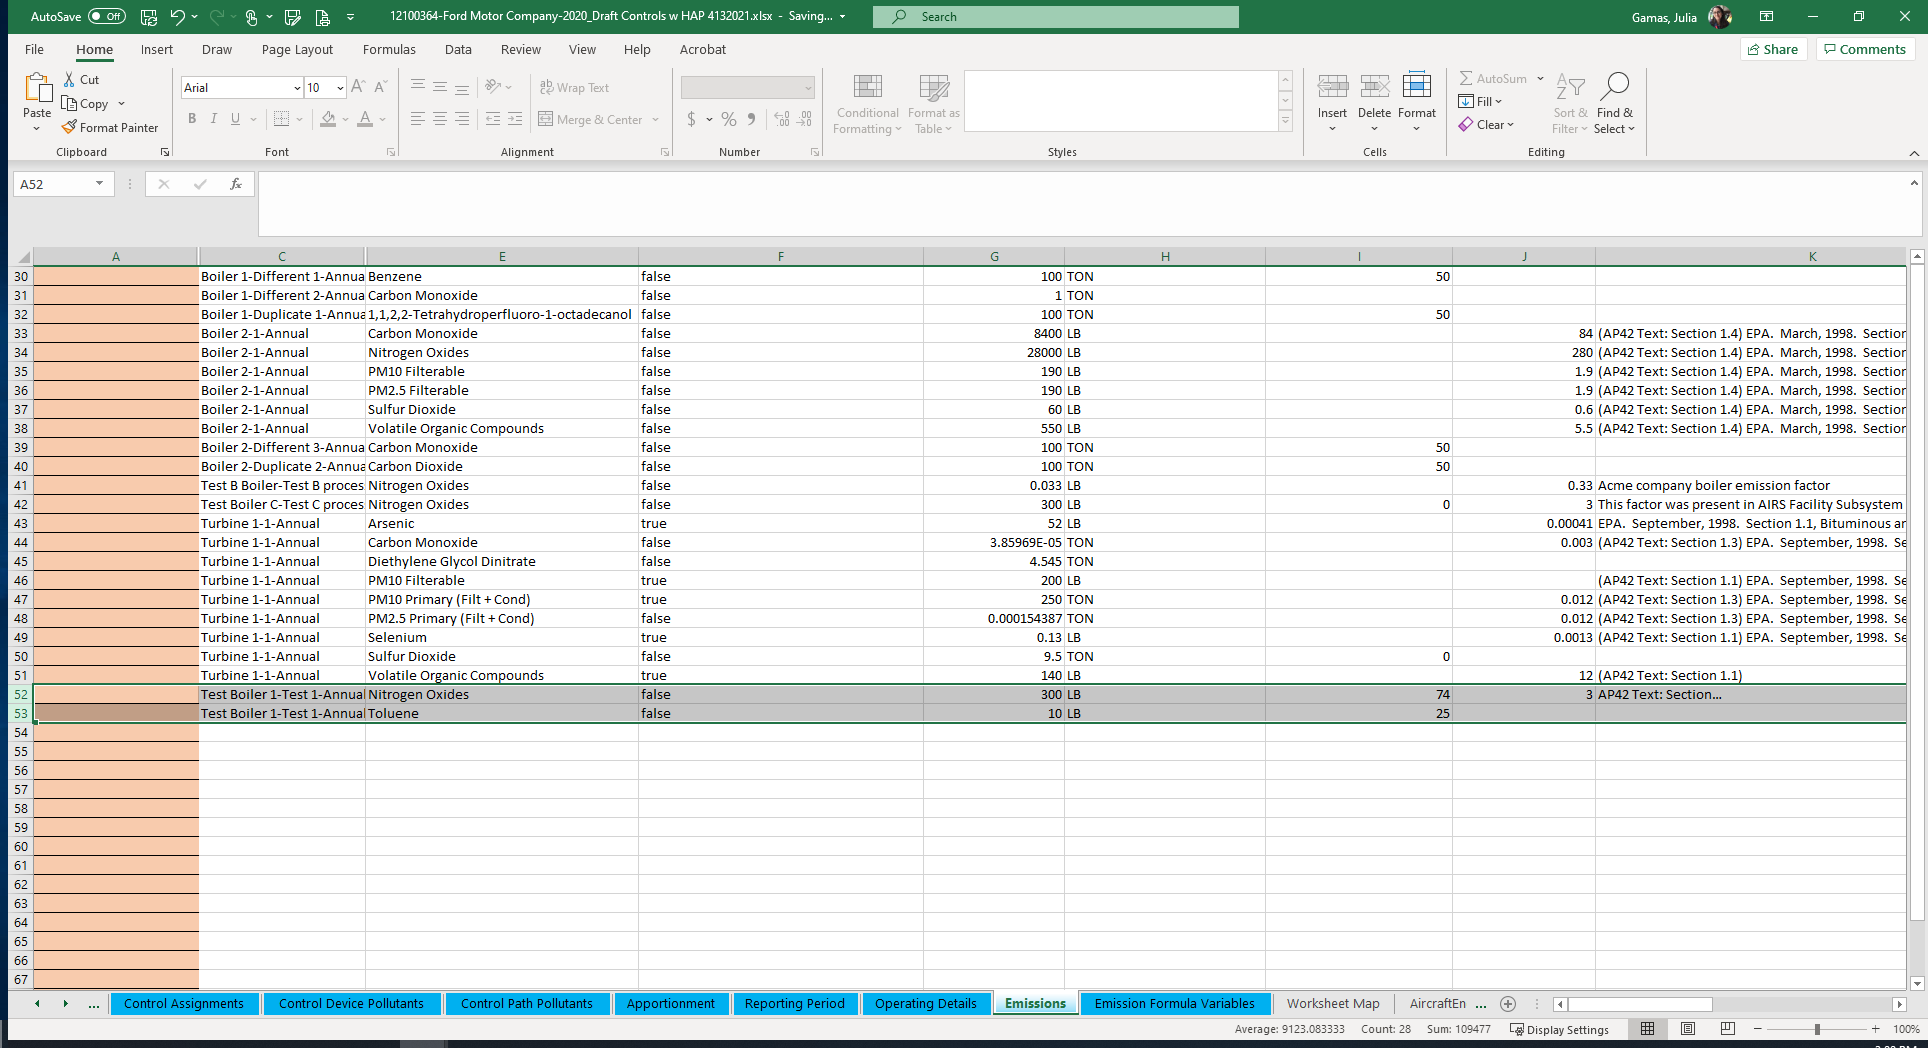 AutoSave Off 12100364-Ford Motor Company-2020_Draft Controls w HAP 4132021.xlsx - Saving... Search Gamas, Julia
File Home Insert Draw Page Layout Formulas Data Review View Help Acrobat Share Comments
Paste Cut Copy Format Painter Clipboard
Arial 10 A A B I U A Font
ab Wrap Text Merge & Center Alignment
$ % Number
Conditional Formatting Format as Table Styles
Insert Delete Format Cells
AutoSum Fill Clear Sort & Filter Find & Select Editing
A52 fx
A C E F G H I J K
30 Boiler 1-Different 1-Annua Benzene false 100 TON 50
31 Boiler 1-Different 2-Annua Carbon Monoxide false 1 TON
32 Boiler 1-Duplicate 1-Annua 1,1,2,2-Tetrahydroperfluoro-1-octadecanol false 100 TON 50
33 Boiler 2-1-Annual Carbon Monoxide false 8400 LB 84 (AP42 Text: Section 1.4) EPA. March, 1998. Section
34 Boiler 2-1-Annual Nitrogen Oxides false 28000 LB 280 (AP42 Text: Section 1.4) EPA. March, 1998. Section
35 Boiler 2-1-Annual PM10 Filterable false 190 LB 1.9 (AP42 Text: Section 1.4) EPA. March, 1998. Section
36 Boiler 2-1-Annual PM2.5 Filterable false 190 LB 1.9 (AP42 Text: Section 1.4) EPA. March, 1998. Section
37 Boiler 2-1-Annual Sulfur Dioxide false 60 LB 0.6 (AP42 Text: Section 1.4) EPA. March, 1998. Section
38 Boiler 2-1-Annual Volatile Organic Compounds false 550 LB 5.5 (AP42 Text: Section 1.4) EPA. March, 1998. Section
39 Boiler 2-Different 3-Annua Carbon Monoxide false 100 TON 50
40 Boiler 2-Duplicate 2-Annua Carbon Dioxide false 100 TON 50
41 Test B Boiler-Test B proces Nitrogen Oxides false 0.033 LB 0.33 Acme company boiler emission factor
42 Test Boiler C-Test C proces Nitrogen Oxides false 300 LB 0 3 This factor was present in AIRS Facility Subsystem
43 Turbine 1-1-Annual Arsenic true 52 LB 0.00041 EPA. September, 1998. Section 1.1, Bituminous ar
44 Turbine 1-1-Annual Carbon Monoxide false 3.85969E-05 TON 0.003 (AP42 Text: Section 1.3) EPA. September, 1998. Se
45 Turbine 1-1-Annual Diethylene Glycol Dinitrate false 4.545 TON
46 Turbine 1-1-Annual PM10 Filterable true 200 LB (AP42 Text: Section 1.1) EPA. September, 1998. Se
47 Turbine 1-1-Annual PM10 Primary (Filt + Cond) true 250 TON 0.012 (AP42 Text: Section 1.3) EPA. September, 1998. Se
48 Turbine 1-1-Annual PM2.5 Primary (Filt + Cond) false 0.000154387 TON 0.012 (AP42 Text: Section 1.3) EPA. September, 1998. Se
49 Turbine 1-1-Annual Selenium true 0.13 LB 0.0013 (AP42 Text: Section 1.1) EPA. September, 1998. Se
50 Turbine 1-1-Annual Sulfur Dioxide false 9.5 TON 0
51 Turbine 1-1-Annual Volatile Organic Compounds true 140 LB 12 (AP42 Text: Section 1.1)
52 Test Boiler 1-Test 1-Annual Nitrogen Oxides false 300 LB 74 3 AP42 Text: Section...
53 Test Boiler 1-Test 1-Annual Toluene false 10 LB 25
54
55
56
57
58
59
60
61
62
63
64
65
66
67
... Control Assignments Control Device Pollutants Control Path Pollutants Apportionment Reporting Period Operating Details Emissions Emission Formula Variables Worksheet Map AircraftEn ...
Average: 9123.083333 Count: 28 Sum: 109477 Display Settings 100%